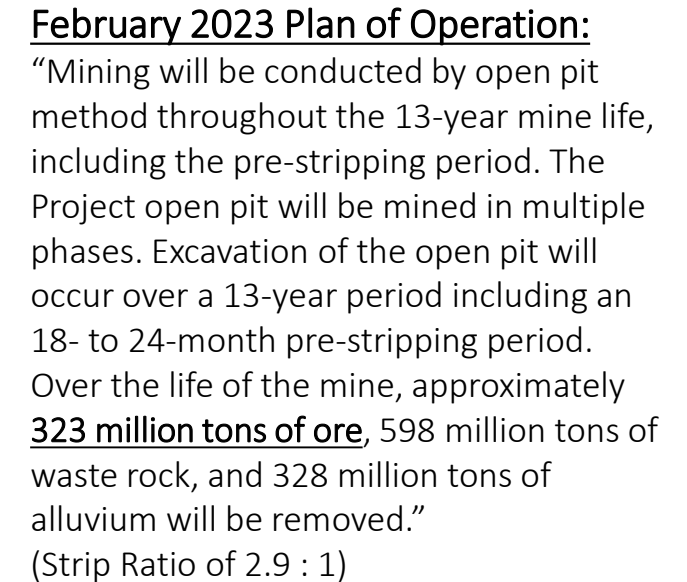 February 2023 Plan of Operation:
“Mining will be conducted by open pit
method throughout the 13-year mine life,
including the pre-stripping period. The
Project open pit will be mined in multiple
phases. Excavation of the open pit will
occur over a 13-year period including an
18- to 24-month pre-stripping period.
Over the life of the mine, approximately
323 million tons of ore, 598 million tons of
waste rock, and 328 million tons of
alluvium will be removed.”
(Strip Ratio of 2.9 : 1)